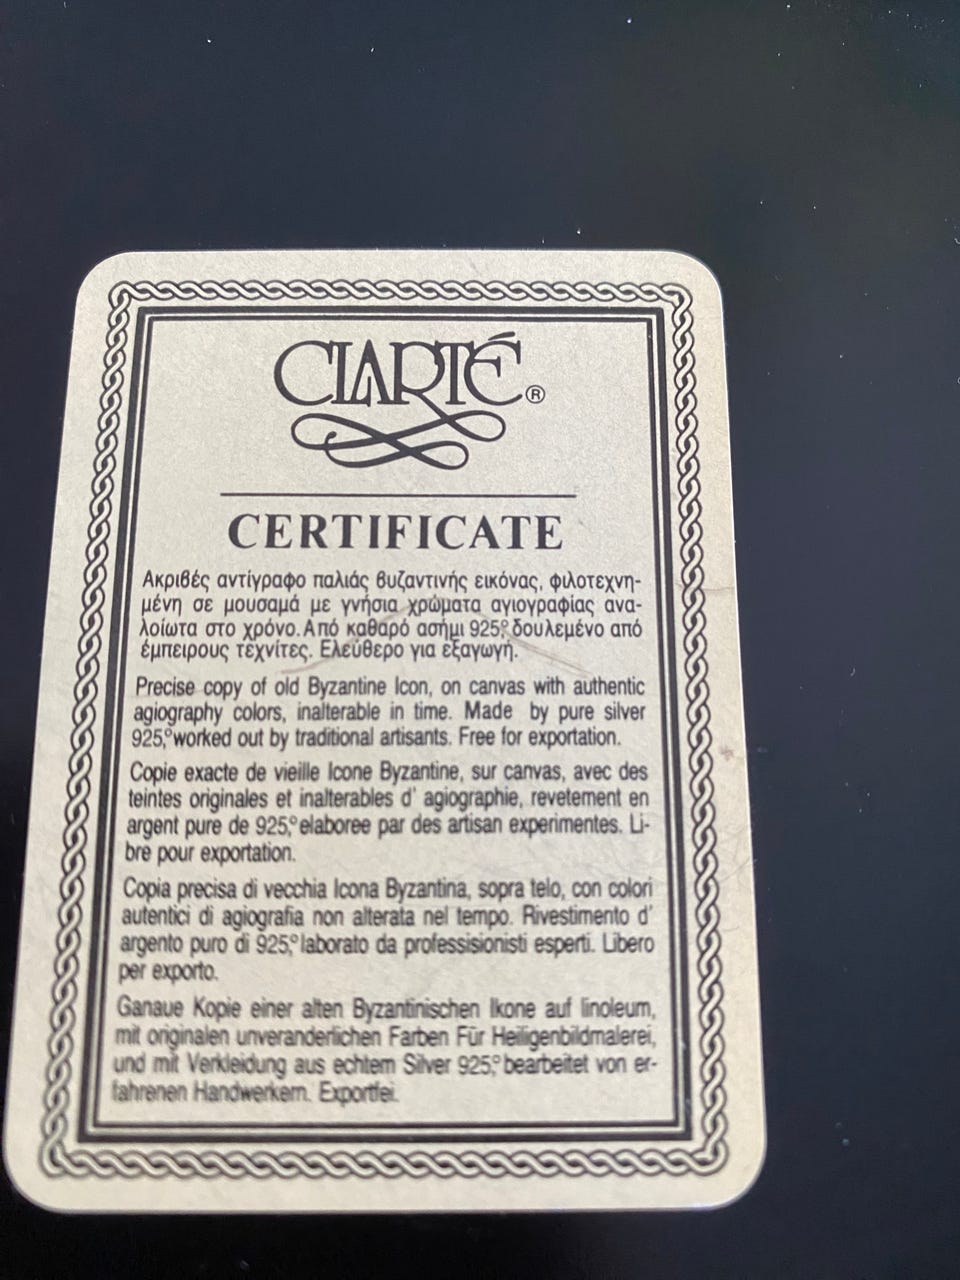 CLARTÉ®
CERTIFICATE
Ακριβές αντίγραφο παλιάς βυζαντινής εικόνας, φιλοτεχνη-
μένη σε μουσαμά με γνήσια χρώματα αγιογραφίας ανα-
λοίωτα στο χρόνο. Από καθαρό ασήμι 925,° δουλεμένο από
έμπειρους τεχνίτες. Ελεύθερο για εξαγωγή.
Precise copy of old Byzantine Icon, on canvas with authentic
agiography colors, inalterable in time. Made by pure silver
925,° worked out by traditional artisants. Free for exportation.
Copie exacte de vieille Icone Byzantine, sur canvas, avec des
teintes originales et inalterables d' agiographie, revetement en
argent pure de 925,° elaboree par des artisan experimentes. Li-
bre pour exportation.
Copia precisa di vecchia Icona Byzantina, sopra telo, con colori
autentici di agiografia non alterata nel tempo. Rivestimento d'
argento puro di 925,° laborato da professisionisti esperti. Libero
per exporto.
Ganaue Kopie einer alten Byzantinischen Ikone auf linoleum,
mit originalen unveranderlichen Farben Für Heiligenbildmalerei,
und mit Verkleidung aus echtem Silver 925,° bearbeitet von er-
fahrenen Handwerkern. Exportfei.